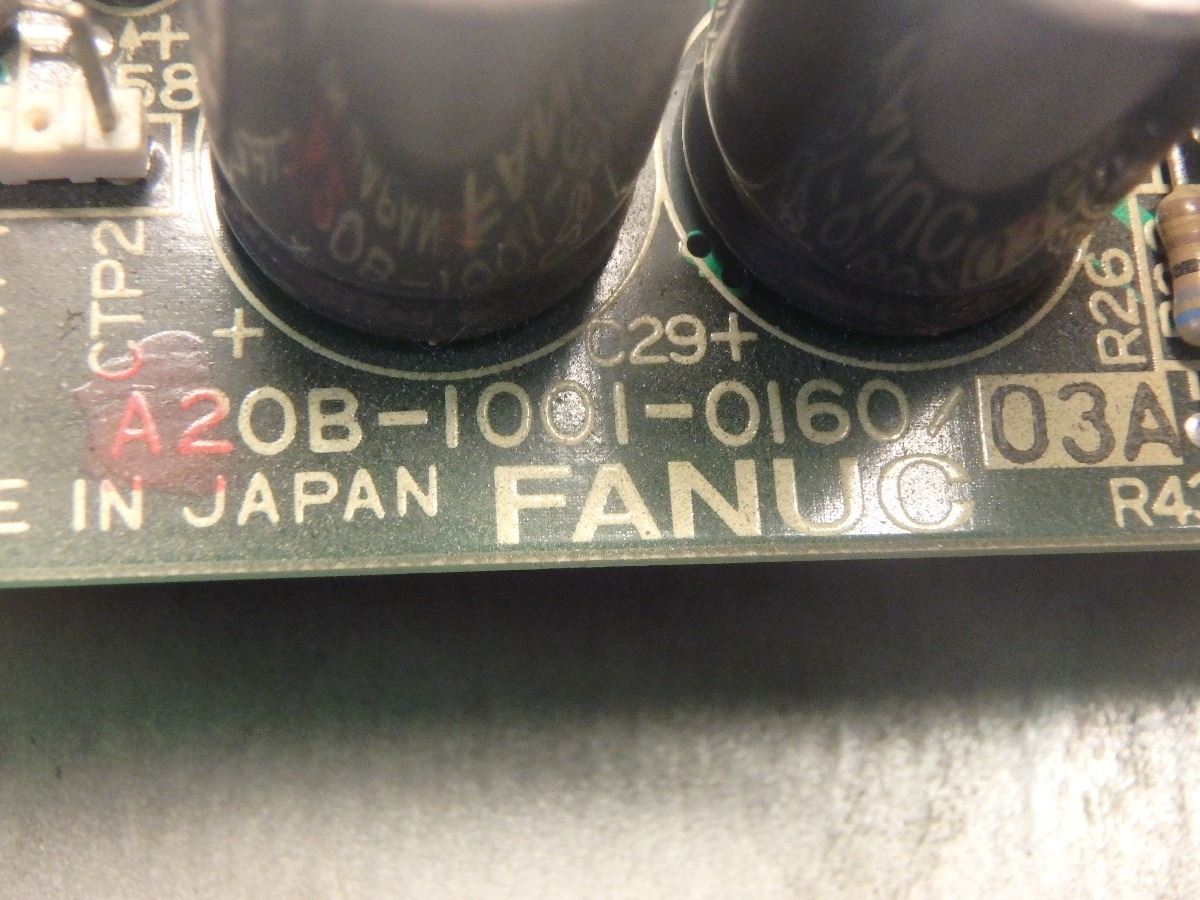 58
CTP2
C29
R26
A20B-1001-0160/03A
E IN JAPAN
FANUC
R43